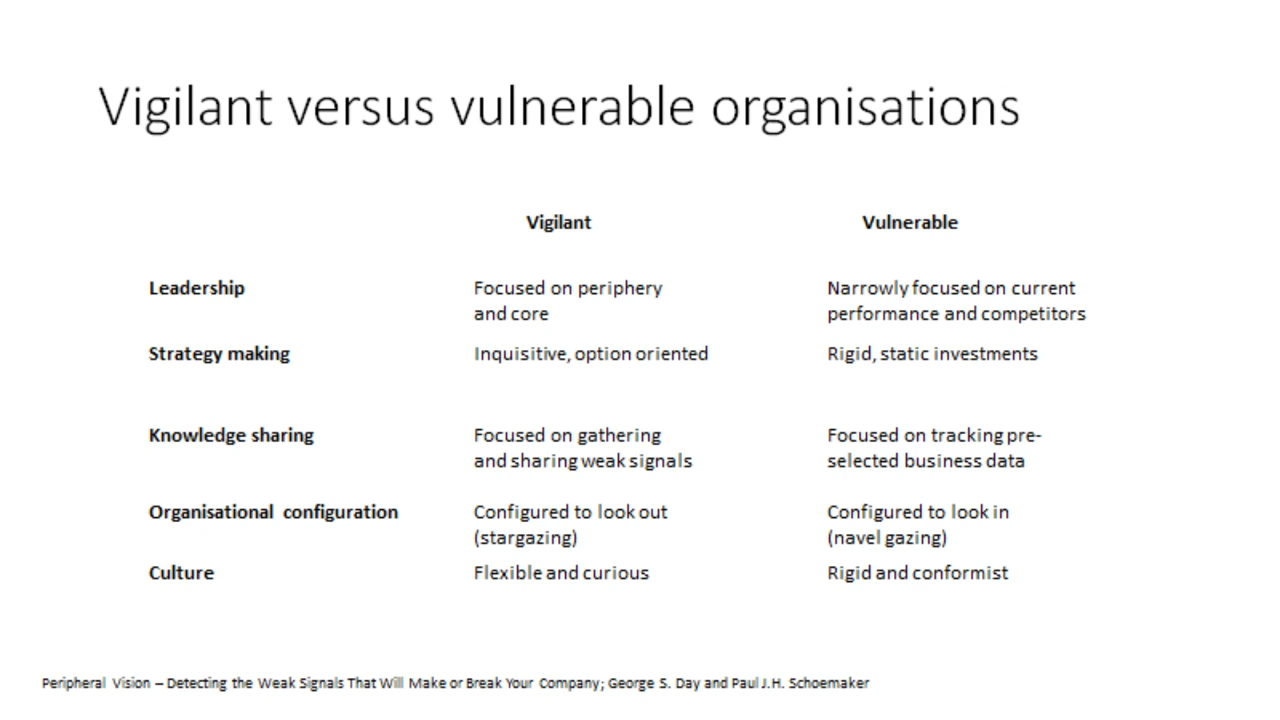 Vigilant versus vulnerable organisations
Vigilant Vulnerable
Leadership Focused on periphery Narrowly focused on current
and core performance and competitors
Strategy making Inquisitive, option oriented Rigid, static investments
Knowledge sharing Focused on gathering Focused on tracking pre-
and sharing weak signals selected business data
Organisational configuration Configured to look out Configured to look in
(stargazing) (navel gazing)
Culture Flexible and curious Rigid and conformist
Peripheral Vision – Detecting the Weak Signals That Will Make or Break Your Company; George S. Day and Paul J.H. Schoemaker